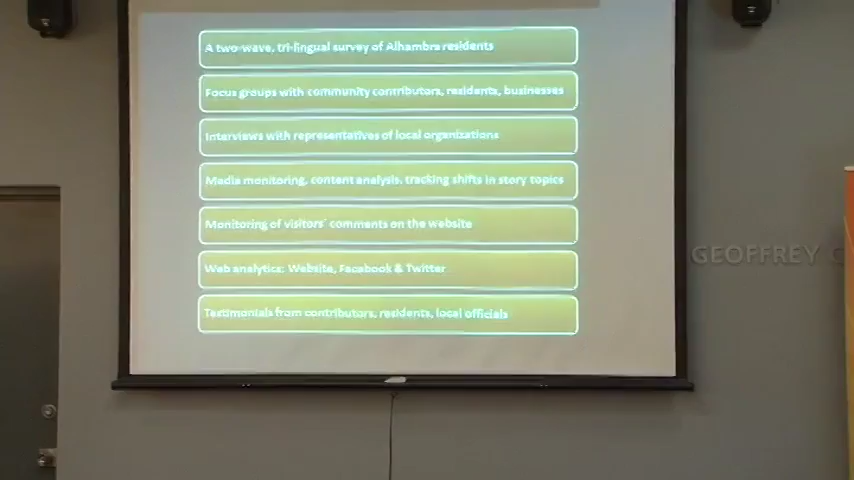 A two-wave, tri-lingual survey of Alhambra residents
Focus groups with community contributors, residents, businesses
Interviews with representatives of local organizations
Media monitoring, content analysis, tracking shifts in story topics
Monitoring of visitors' comments on the website
Web analytics: Website, Facebook & Twitter
Testimonials from contributors, residents, local officials
GEOFFREY C